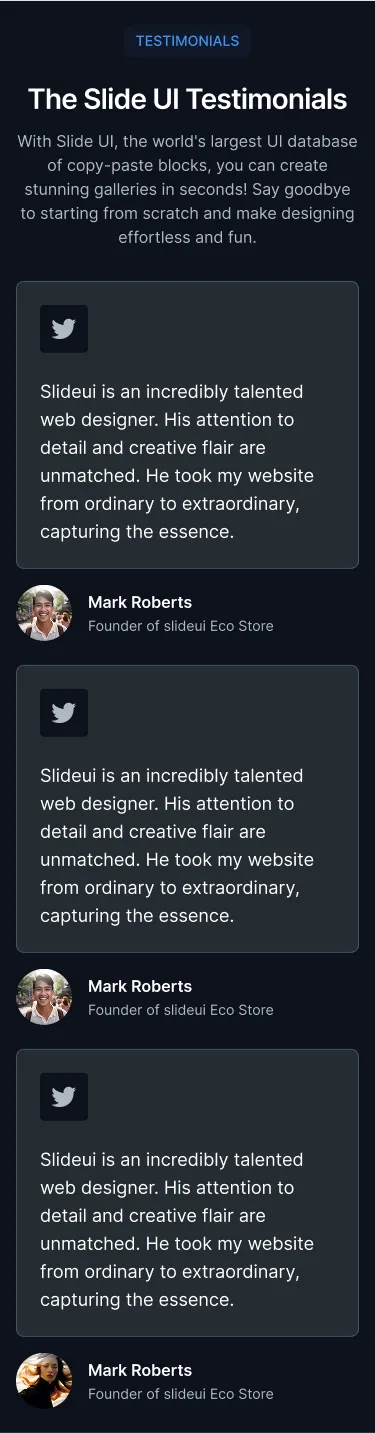 TESTIMONIALS
The Slide UI Testimonials
With Slide UI, the world's largest UI database
of copy-paste blocks, you can create
stunning galleries in seconds! Say goodbye
to starting from scratch and make designing
effortless and fun.
Slideui is an incredibly talented
web designer. His attention to
detail and creative flair are
unmatched. He took my website
from ordinary to extraordinary,
capturing the essence.
Mark Roberts
Founder of slideui Eco Store
Slideui is an incredibly talented
web designer. His attention to
detail and creative flair are
unmatched. He took my website
from ordinary to extraordinary,
capturing the essence.
Mark Roberts
Founder of slideui Eco Store
Slideui is an incredibly talented
web designer. His attention to
detail and creative flair are
unmatched. He took my website
from ordinary to extraordinary,
capturing the essence.
Mark Roberts
Founder of slideui Eco Store